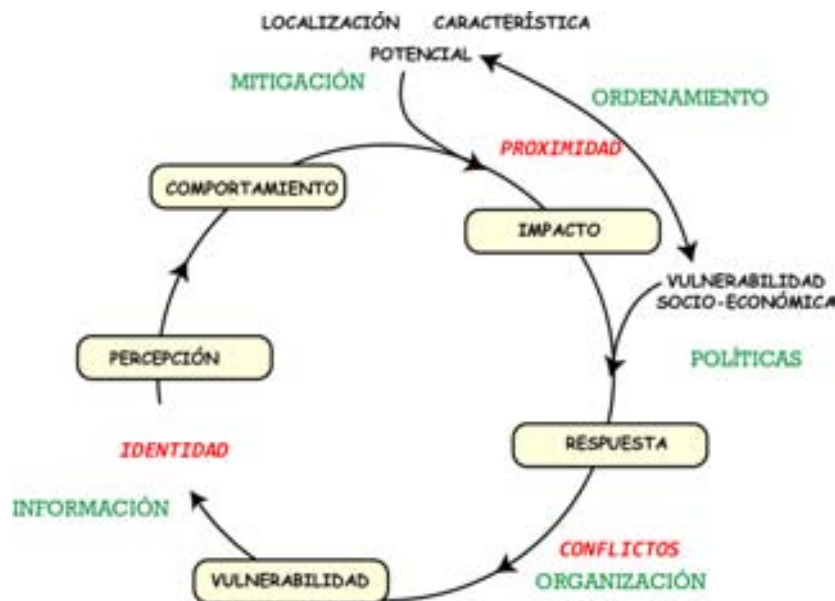 LOCALIZACIÓN CARACTERÍSTICA
POTENCIAL
MITIGACIÓN
ORDENAMIENTO
PROXIMIDAD
COMPORTAMIENTO
IMPACTO
VULNERABILIDAD
SOCIO-ECONÓMICA
PERCEPCIÓN
POLÍTICAS
IDENTIDAD
RESPUESTA
INFORMACIÓN
CONFLICTOS
VULNERABILIDAD
ORGANIZACIÓN